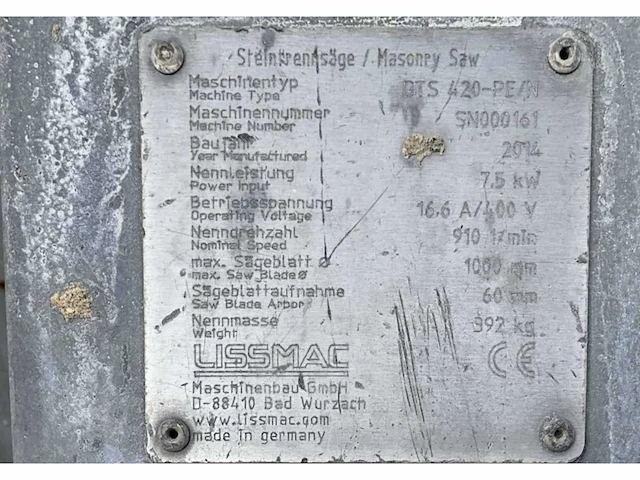 Steintrennsäge / Masonry Saw
Maschinentyp DTS 420-PE/N
Machine Type
Maschinennummer SN000161
Machine Number
Baujahr 2014
Year Manufactured
Nennleistung 7,5 kW
Power Input
Betriebsspannung 16,6 A/400 V
Operating Voltage
Nenndrehzahl 910 1/min
Nominal Speed
max. Sägeblatt ø 1000 mm
max. Saw Blade ø
Sägeblattaufnahme 60 mm
Saw Blade Arbor
Nennmasse 392 kg
Weight
LISSMAC CE
Maschinenbau GmbH
D-88410 Bad Wurzach
www.lissmac.com
made in germany